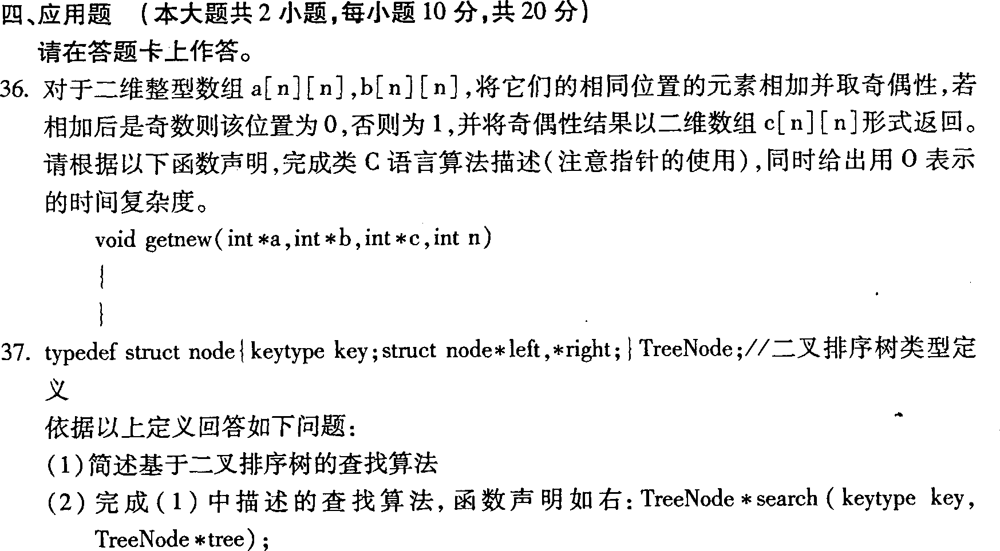 四、应用题 (本大题共2小题,每小题10分,共20分)
请在答题卡上作答。
36. 对于二维整型数组a[n][n],b[n][n],将它们的相同位置的元素相加并取奇偶性,若
相加后是奇数则该位置为0,否则为1,并将奇偶性结果以二维数组c[n][n]形式返回。
请根据以下函数声明,完成类C语言算法描述(注意指针的使用),同时给出用O表示
的时间复杂度。
void getnew(int*a,int*b,int*c,int n)
{
}
37. typedef struct node{keytype key;struct node*left,*right;}TreeNode;//二叉排序树类型定
义
依据以上定义回答如下问题:
(1)简述基于二叉排序树的查找算法
(2)完成(1)中描述的查找算法,函数声明如右:TreeNode*search(keytype key,
TreeNode*tree);